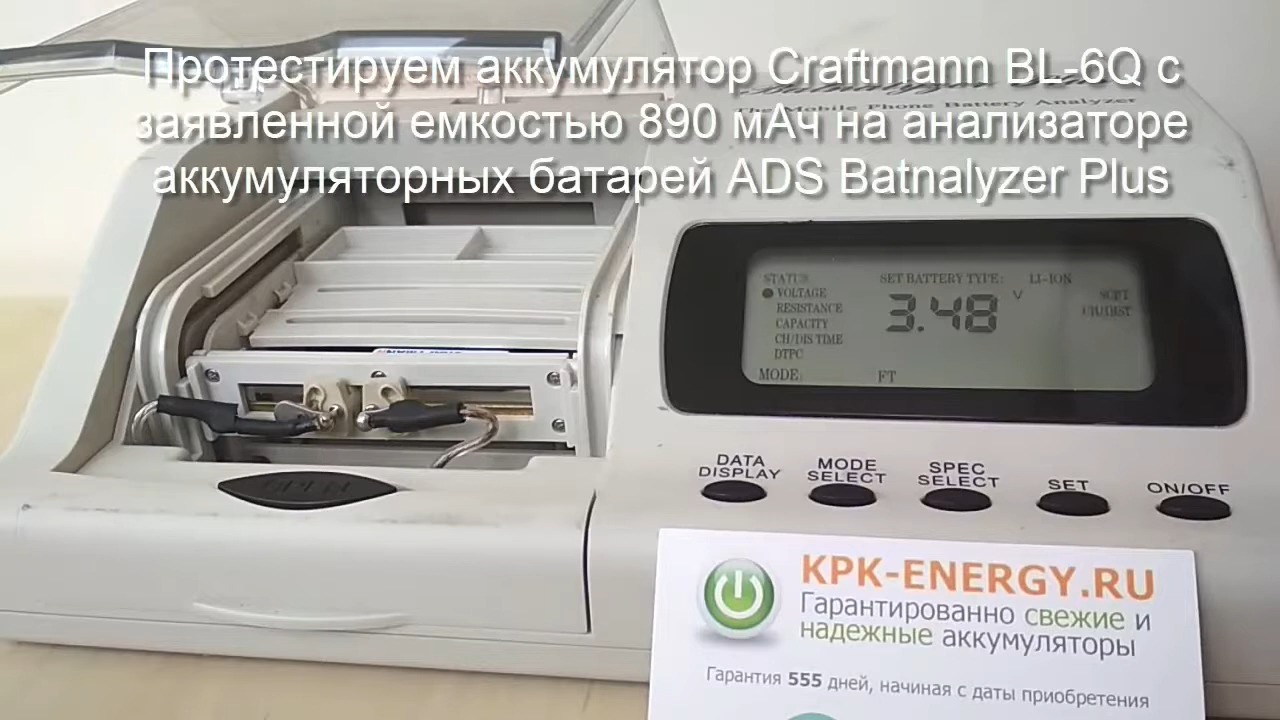 Протестируем аккумулятор Craftmann BL-6Q с
заявленной емкостью 890 мАч на анализаторе
аккумуляторных батарей ADS Batnalyzer Plus
The Mobile Phone Battery Analyzer
STATUS SET BATTERY TYPE: LI-ION
VOLTAGE 3.48 V
RESISTANCE
CAPACITY
CH/DIS TIME
DTPC
MODE: FT
OPEN
DATA DISPLAY
MODE SELECT
SPEC SELECT
SET
ON/OFF
KPK-ENERGY.RU
Гарантированно свежие и
надежные аккумуляторы
Гарантия 555 дней, начиная с даты приобретения